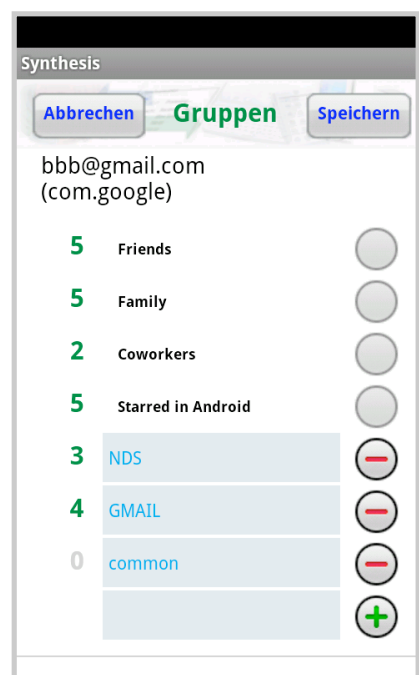 Synthesis
Abbrechen Gruppen Speichern
bbb@gmail.com
(com.google)
5 Friends
5 Family
2 Coworkers
5 Starred in Android
3 NDS
4 GMAIL
0 common